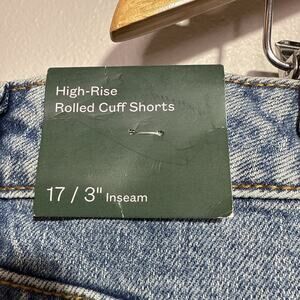 High-Rise
Rolled Cuff Shorts
17 / 3" Inseam